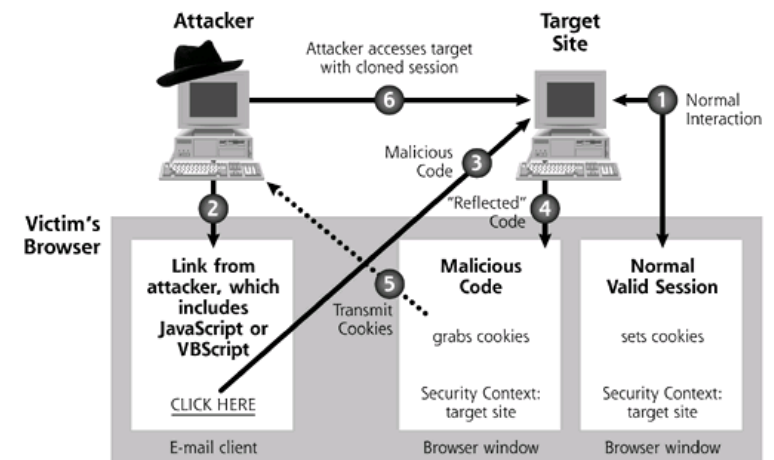 Attacker
Target
Site
Attacker accesses target
with cloned session
6
1
Normal
Interaction
Malicious
Code
3
2
"Reflected"
Code
4
Victim's
Browser
Link from
attacker, which
includes
JavaScript or
VBScript
CLICK HERE
E-mail client
5
Transmit
Cookies
Malicious
Code
grabs cookies
Security Context:
target site
Browser window
Normal
Valid Session
sets cookies
Security Context:
target site
Browser window